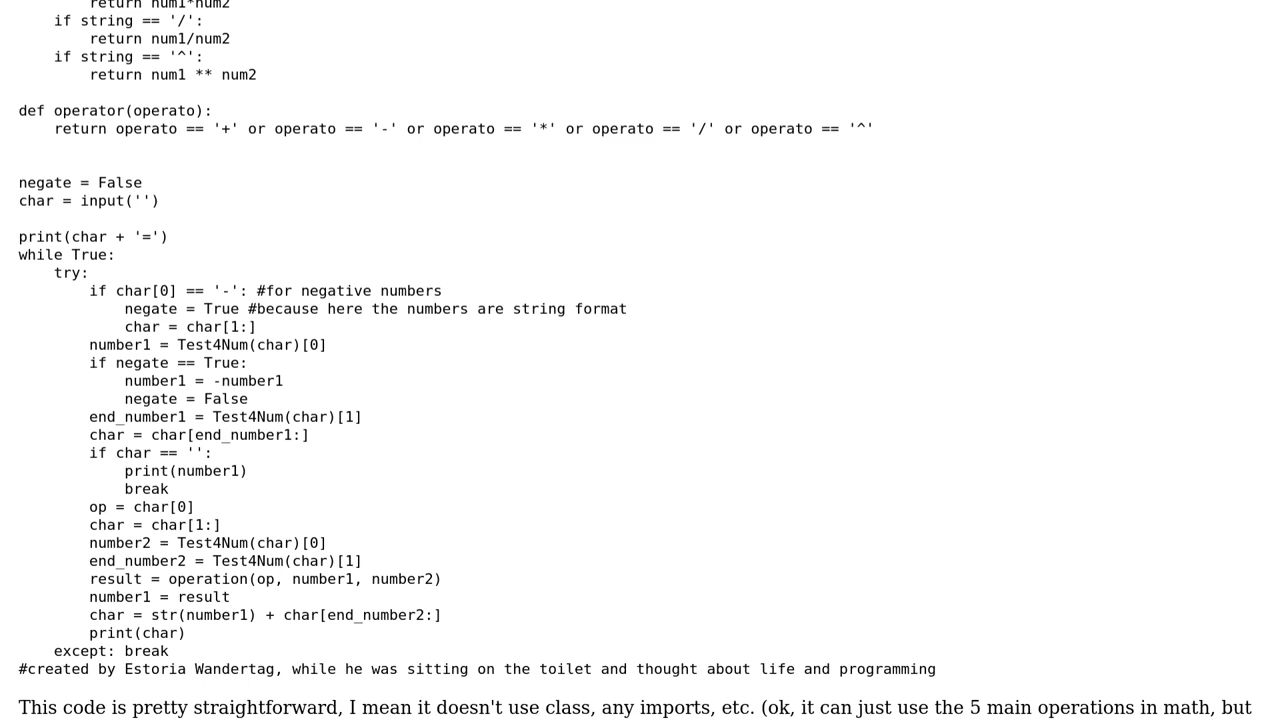 return num1*num2
    if string == '/':
        return num1/num2
    if string == '^':
        return num1 ** num2

def operator(operato):
    return operato == '+' or operato == '-' or operato == '*' or operato == '/' or operato == '^'


negate = False
char = input('')

print(char + '=')
while True:
    try:
        if char[0] == '-': #for negative numbers
            negate = True #because here the numbers are string format
            char = char[1:]
        number1 = Test4Num(char)[0]
        if negate == True:
            number1 = -number1
            negate = False
        end_number1 = Test4Num(char)[1]
        char = char[end_number1:]
        if char == '':
            print(number1)
            break
        op = char[0]
        char = char[1:]
        number2 = Test4Num(char)[0]
        end_number2 = Test4Num(char)[1]
        result = operation(op, number1, number2)
        number1 = result
        char = str(number1) + char[end_number2:]
        print(char)
    except: break
#created by Estoria Wandertag, while he was sitting on the toilet and thought about life and programming

This code is pretty straightforward, I mean it doesn't use class, any imports, etc. (ok, it can just use the 5 main operations in math, but